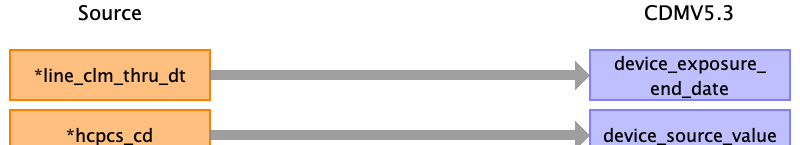 Source CDMV5.3
*line_clm_thru_dt device_exposure_
end_date
*hcpcs_cd device_source_value